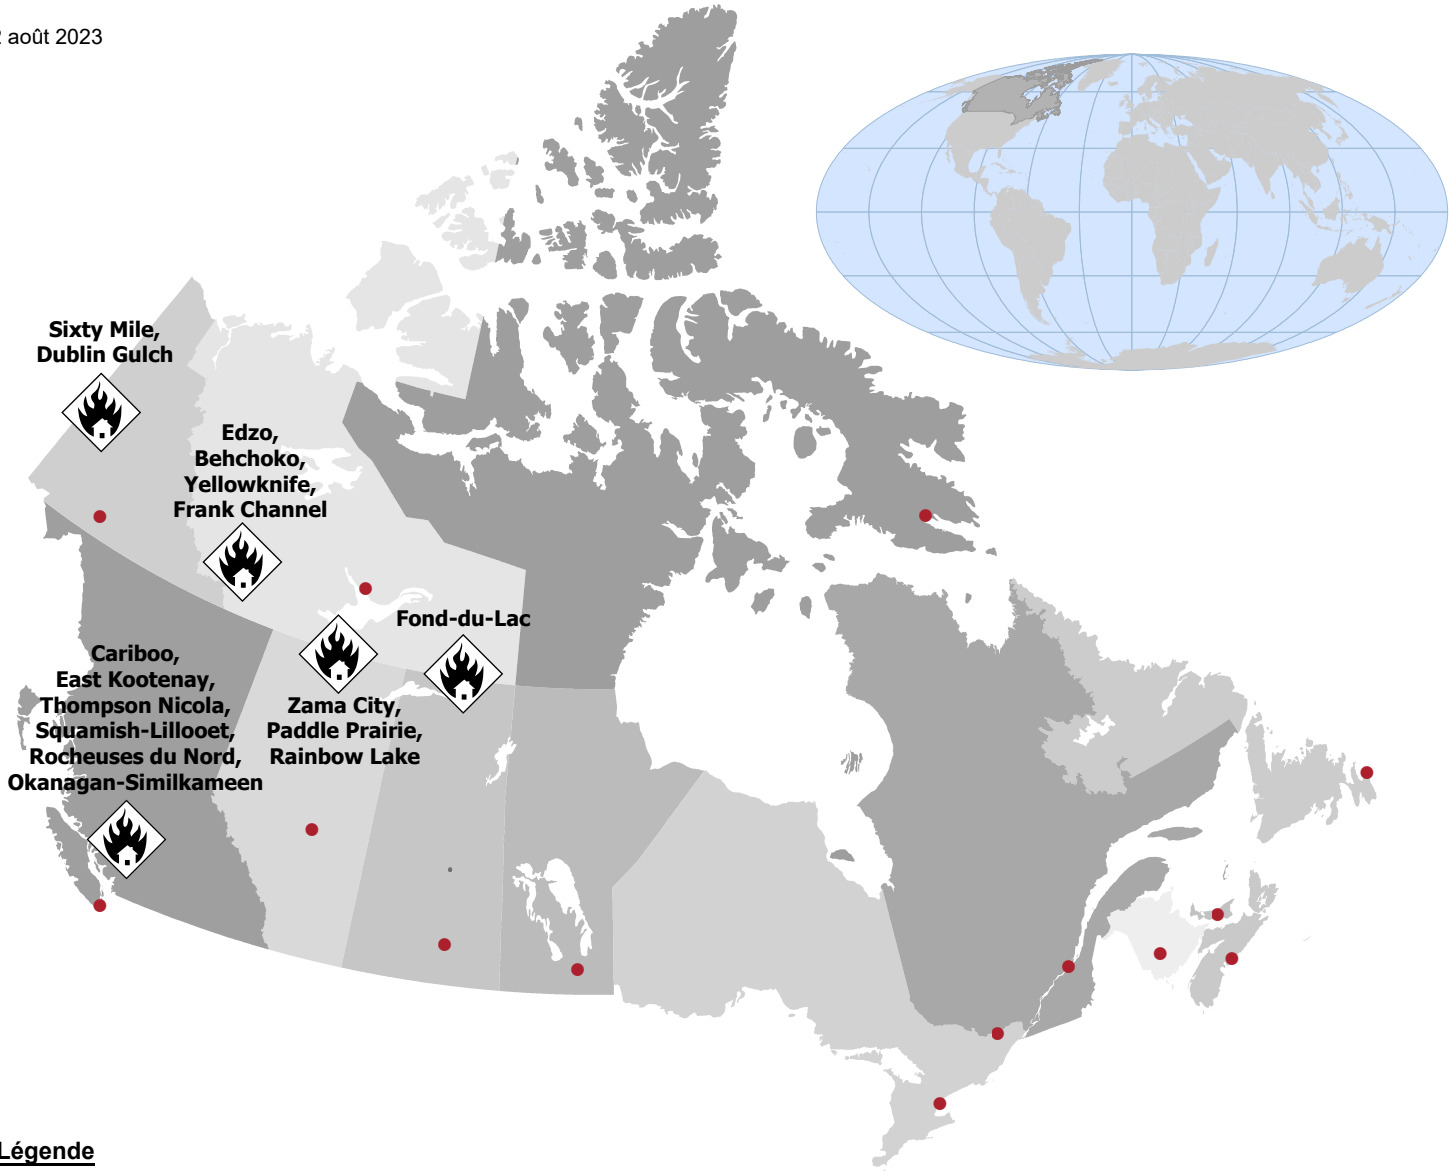 2 août 2023
Sixty Mile,
Dublin Gulch
Edzo,
Behchoko,
Yellowknife,
Frank Channel
Fond-du-Lac
Cariboo,
East Kootenay,
Thompson Nicola,
Squamish-Lillooet,
Rocheuses du Nord,
Okanagan-Similkameen
Zama City,
Paddle Prairie,
Rainbow Lake
Légende